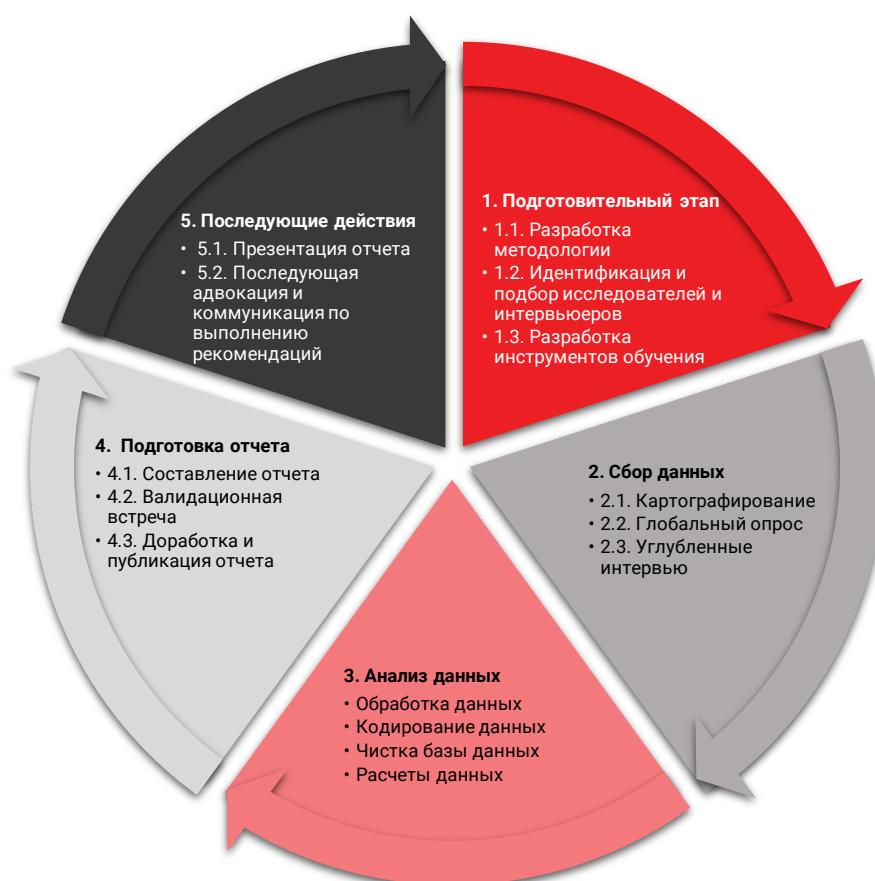 1. Подготовительный этап
• 1.1. Разработка
методологии
• 1.2. Идентификация и
подбор исследователей и
интервьюеров
• 1.3. Разработка
инструментов обучения
2. Сбор данных
• 2.1. Картографирование
• 2.2. Глобальный опрос
• 2.3. Углубленные
интервью
3. Анализ данных
• Обработка данных
• Кодирование данных
• Чистка базы данных
• Расчеты данных
4. Подготовка отчета
• 4.1. Составление отчета
• 4.2. Валидационная
встреча
• 4.3. Доработка и
публикация отчета
5. Последующие действия
• 5.1. Презентация отчета
• 5.2. Последующая
адвокация и
коммуникация по
выполнению
рекомендаций